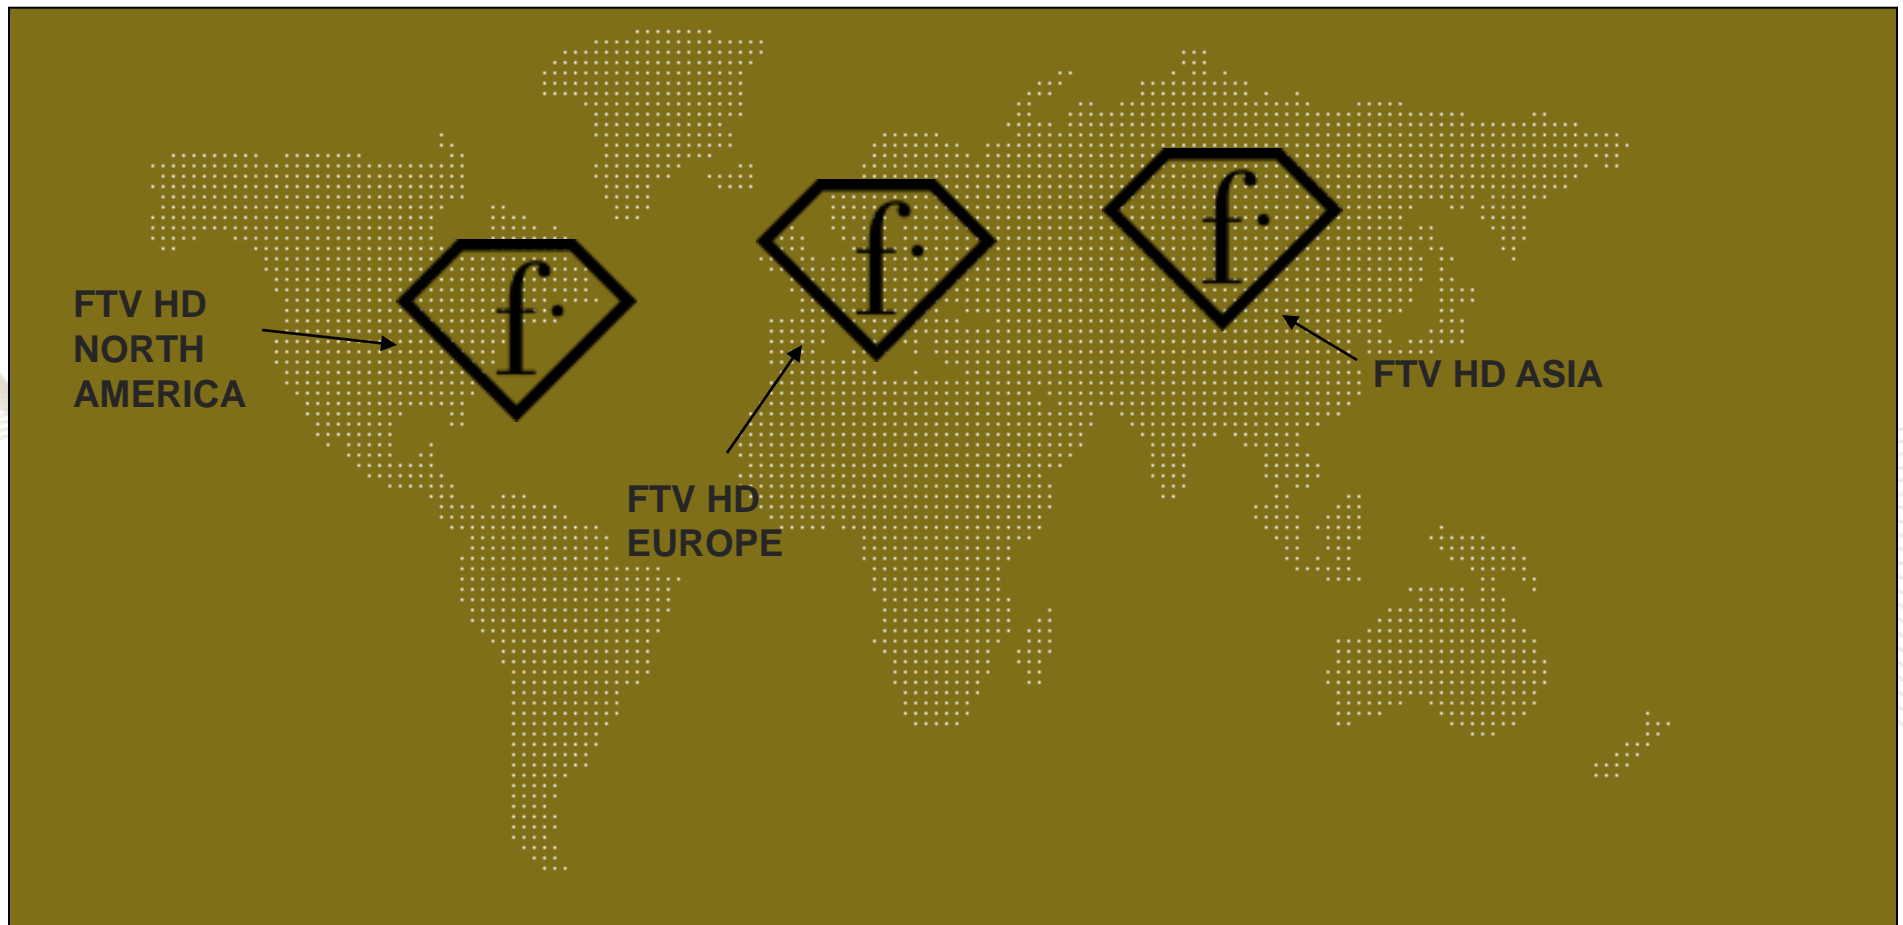 f.
f.
f.
FTV HD
NORTH
AMERICA
FTV HD ASIA
FTV HD
EUROPE